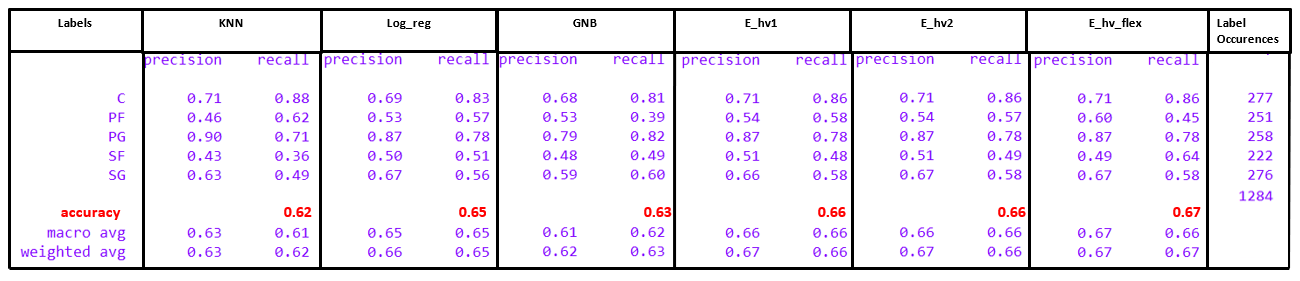 Labels KNN Log_reg GNB E_hv1 E_hv2 E_hv_flex Label
Occurences
precision recall precision recall precision recall precision recall precision recall precision recall
C 0.71 0.88 0.69 0.83 0.68 0.81 0.71 0.86 0.71 0.86 0.71 0.86 277
PF 0.46 0.62 0.53 0.57 0.53 0.39 0.54 0.58 0.54 0.57 0.60 0.45 251
PG 0.90 0.71 0.87 0.78 0.79 0.82 0.87 0.78 0.87 0.78 0.87 0.78 258
SF 0.43 0.36 0.50 0.51 0.48 0.49 0.51 0.48 0.51 0.49 0.49 0.64 222
SG 0.63 0.49 0.67 0.56 0.59 0.60 0.66 0.58 0.67 0.58 0.67 0.58 276
1284
accuracy 0.62 0.65 0.63 0.66 0.66 0.67
macro avg 0.63 0.61 0.65 0.65 0.61 0.62 0.66 0.66 0.66 0.66 0.67 0.66
weighted avg 0.63 0.62 0.66 0.65 0.62 0.63 0.67 0.66 0.67 0.66 0.67 0.67